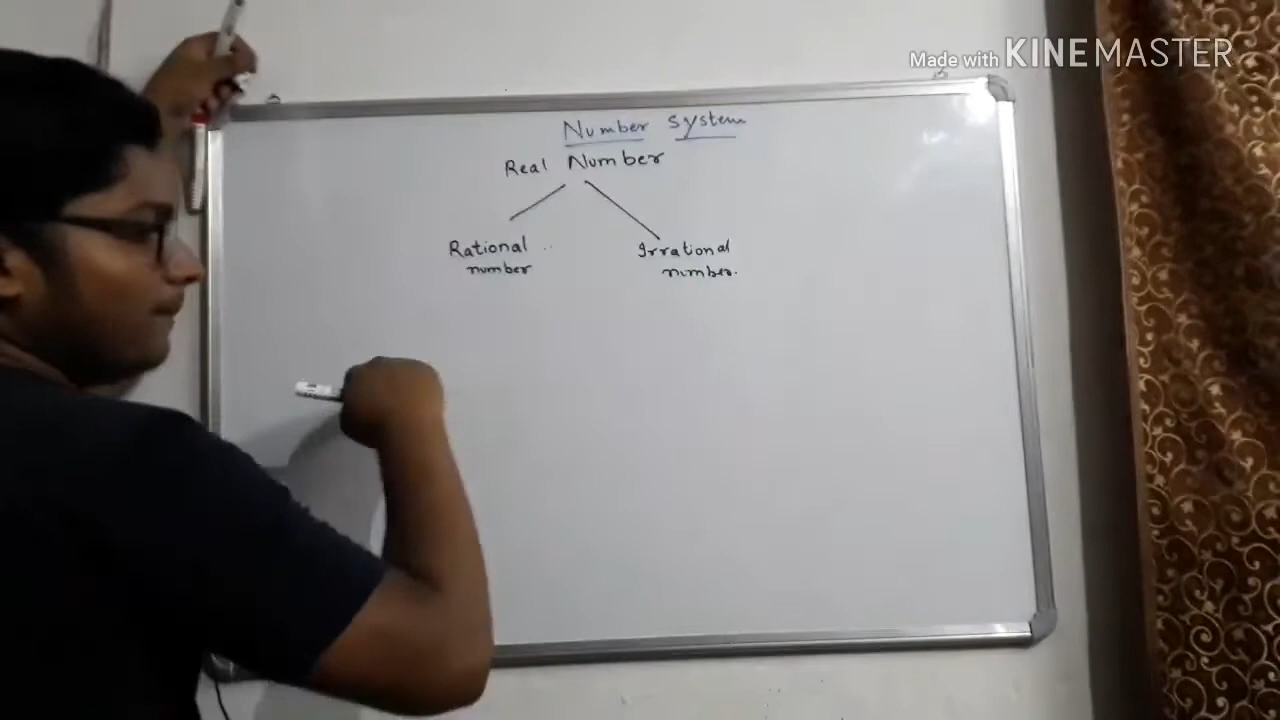 Made with KINEMASTER
Number System
Real Number
Rational
number
Irrational
number.